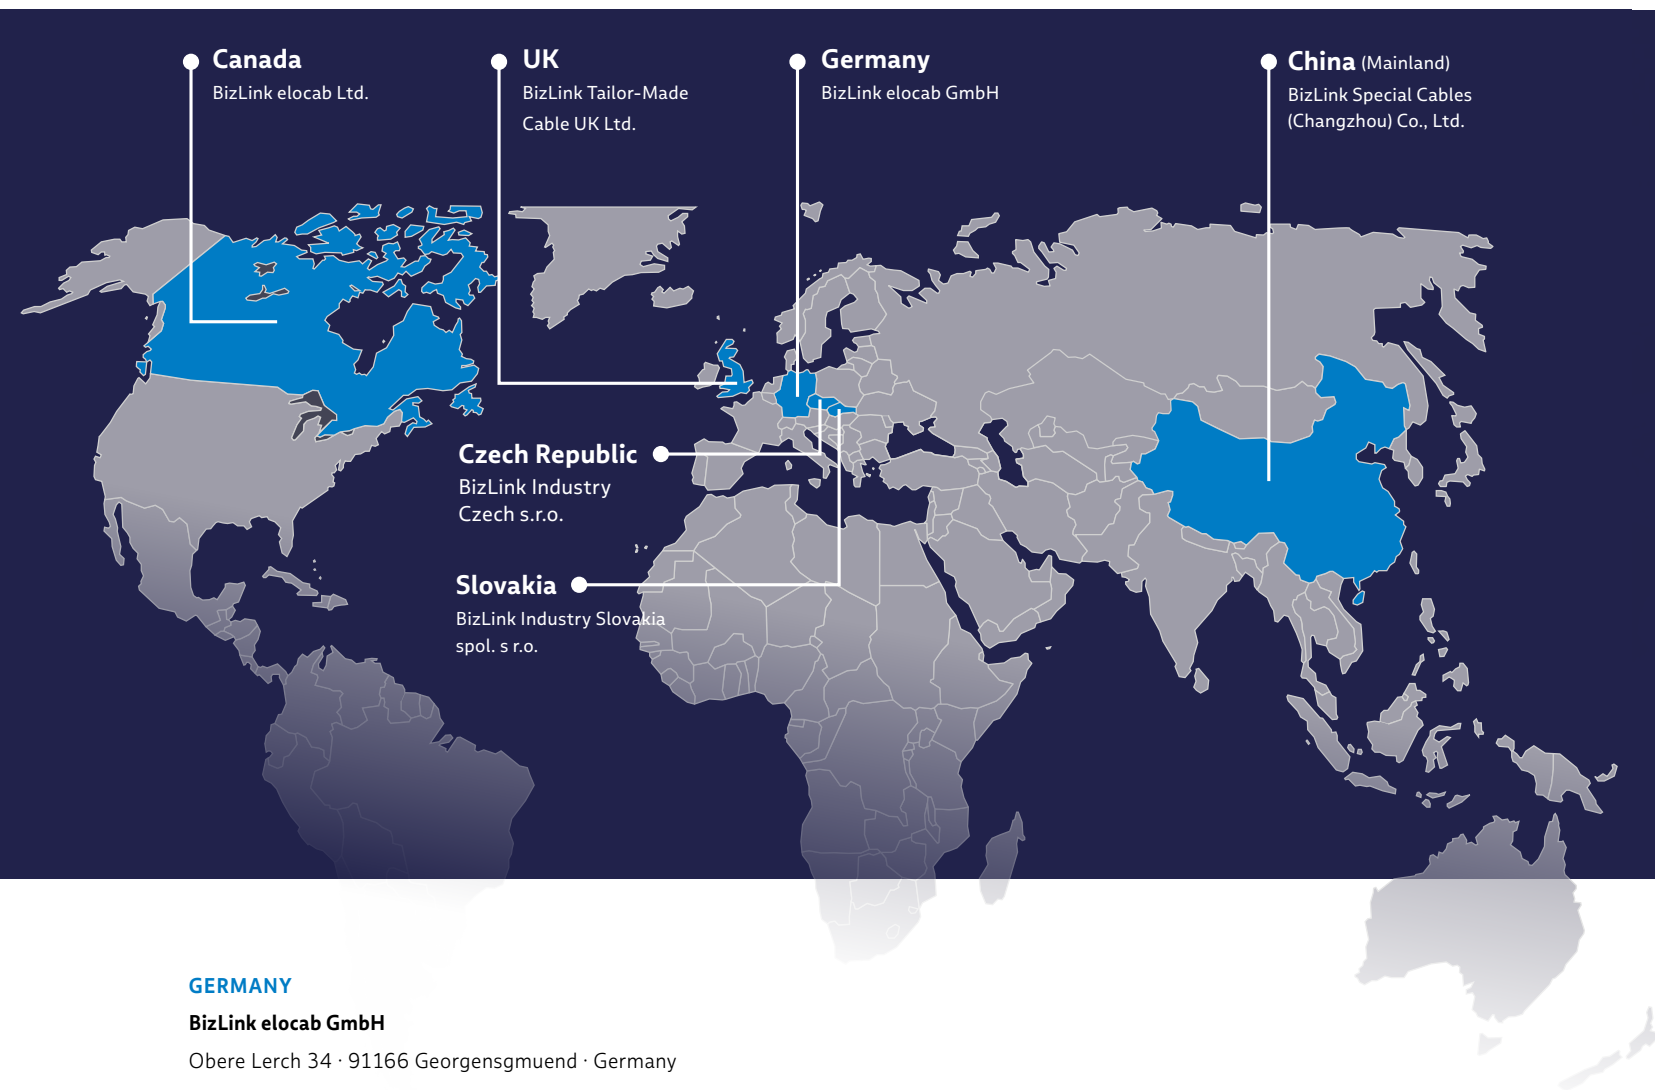 Canada
BizLink elocab Ltd.
UK
BizLink Tailor-Made
Cable UK Ltd.
Germany
BizLink elocab GmbH
China (Mainland)
BizLink Special Cables
(Changzhou) Co., Ltd.
Czech Republic
BizLink Industry
Czech s.r.o.
Slovakia
BizLink Industry Slovakia
spol. s r.o.
GERMANY
BizLink elocab GmbH
Obere Lerch 34 · 91166 Georgensgmuend · Germany